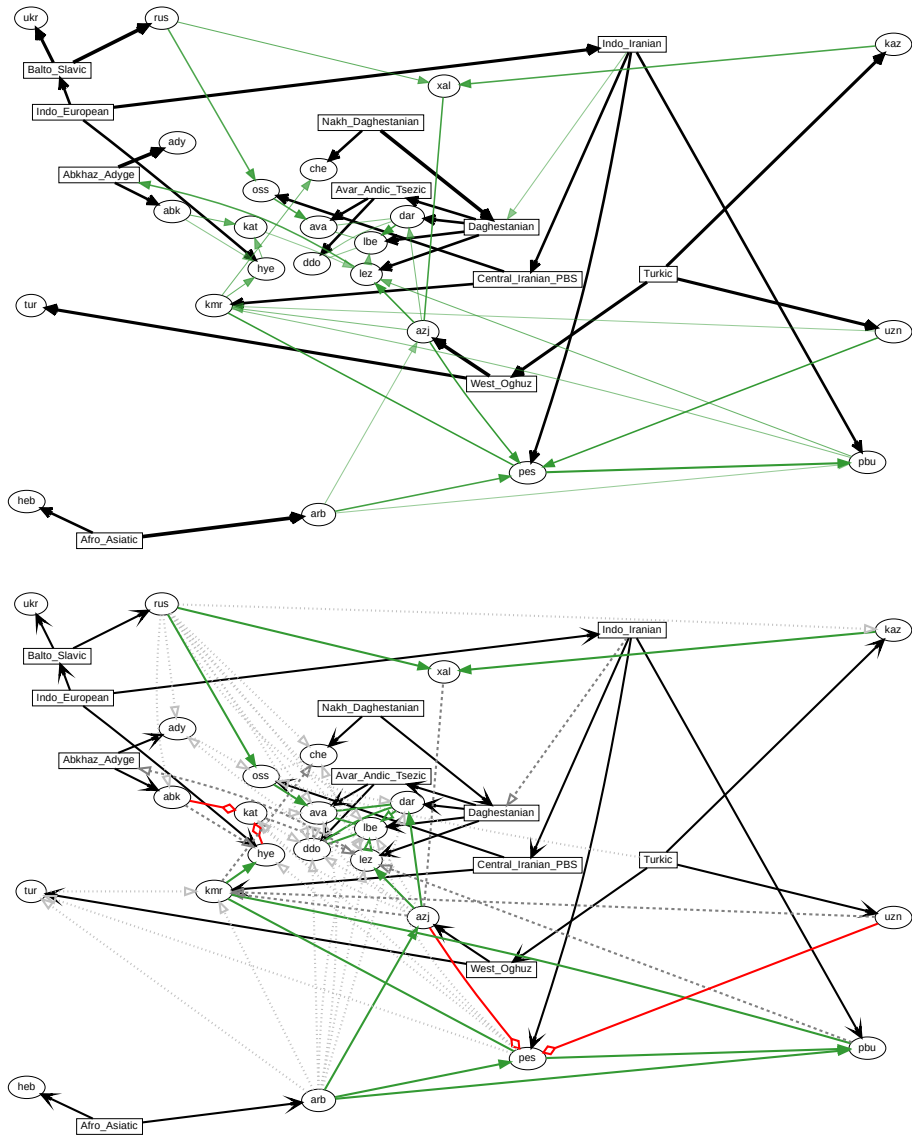 ukr
rus
Indo_Iranian
kaz
Balto_Slavic
xal
Indo_European
Nakh_Daghestanian
ady
che
Abkhaz_Adyge
oss
Avar_Andic_Tsezic
abk
kat
ava
dar
Daghestanian
lbe
hye
ddo
lez
Central_Iranian_PBS
Turkic
tur
kmr
azj
uzn
West_Oghuz
pes
pbu
heb
arb
Afro_Asiatic
ukr
rus
Indo_Iranian
kaz
Balto_Slavic
xal
Indo_European
Nakh_Daghestanian
ady
che
Abkhaz_Adyge
oss
Avar_Andic_Tsezic
abk
kat
ava
dar
Daghestanian
lbe
hye
ddo
lez
Central_Iranian_PBS
Turkic
tur
kmr
azj
uzn
West_Oghuz
pes
pbu
heb
arb
Afro_Asiatic